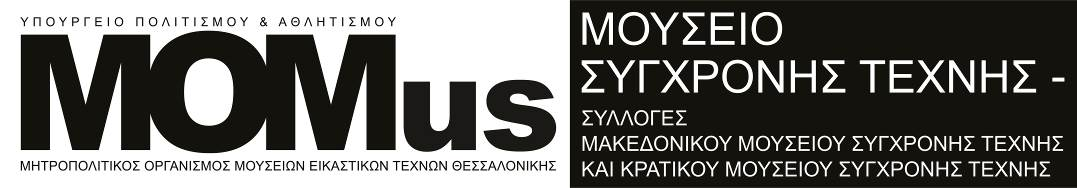 ΥΠΟΥΡΓΕΙΟ ΠΟΛΙΤΙΣΜΟΥ & ΑΘΛΗΤΙΣΜΟΥ
MOMus
ΜΗΤΡΟΠΟΛΙΤΙΚΟΣ ΟΡΓΑΝΙΣΜΟΣ ΜΟΥΣΕΙΩΝ ΕΙΚΑΣΤΙΚΩΝ ΤΕΧΝΩΝ ΘΕΣΣΑΛΟΝΙΚΗΣ
ΜΟΥΣΕΙΟ
ΣΥΓΧΡΟΝΗΣ ΤΕΧΝΗΣ -
ΣΥΛΛΟΓΕΣ
ΜΑΚΕΔΟΝΙΚΟΥ ΜΟΥΣΕΙΟΥ ΣΥΓΧΡΟΝΗΣ ΤΕΧΝΗΣ
ΚΑΙ ΚΡΑΤΙΚΟΥ ΜΟΥΣΕΙΟΥ ΣΥΓΧΡΟΝΗΣ ΤΕΧΝΗΣ